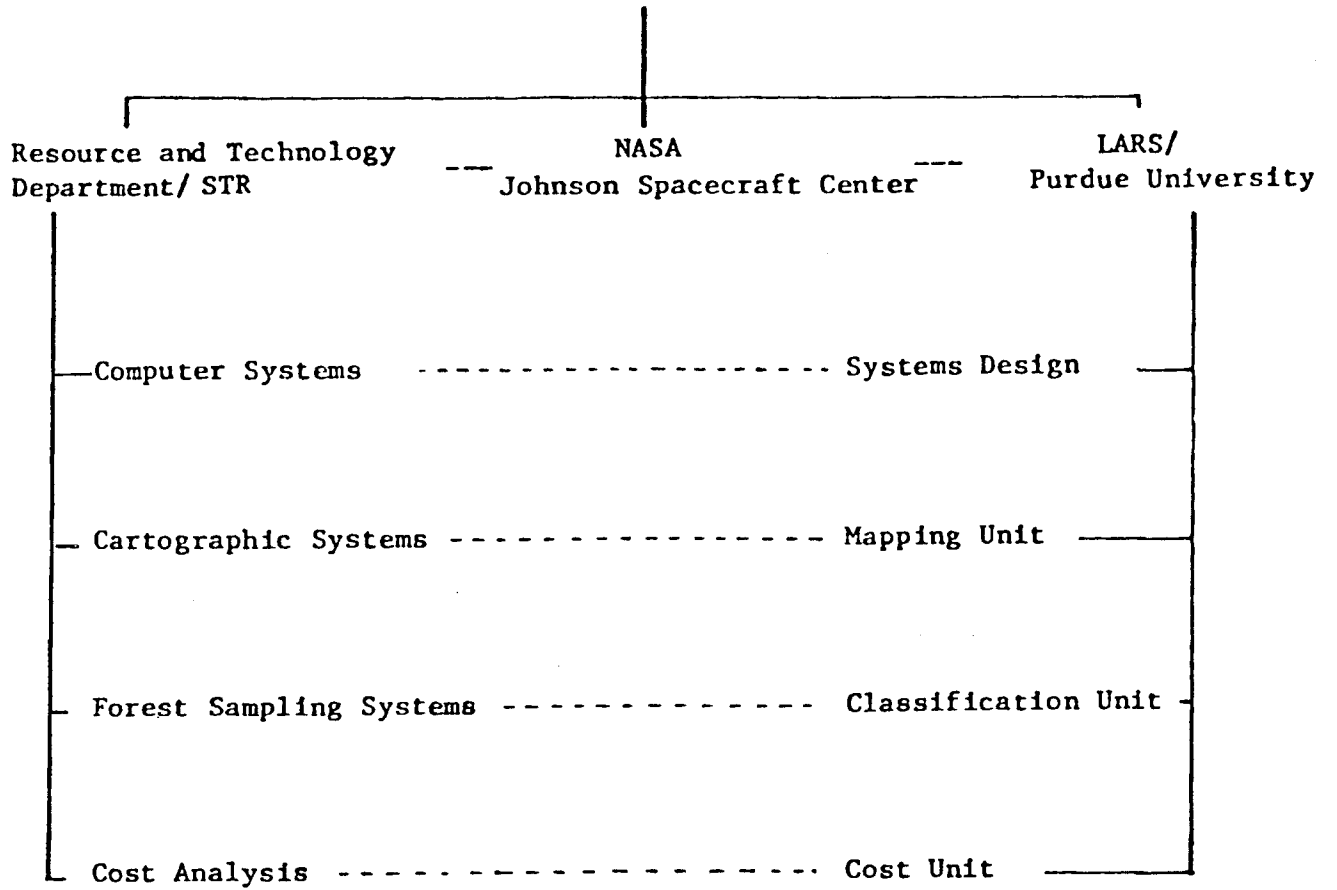 Resource and Technology
Department/ STR
NASA
Johnson Spacecraft Center
LARS/
Purdue University
Computer Systems
Systems Design
Cartographic Systems
Mapping Unit
Forest Sampling Systems
Classification Unit
Cost Analysis
Cost Unit